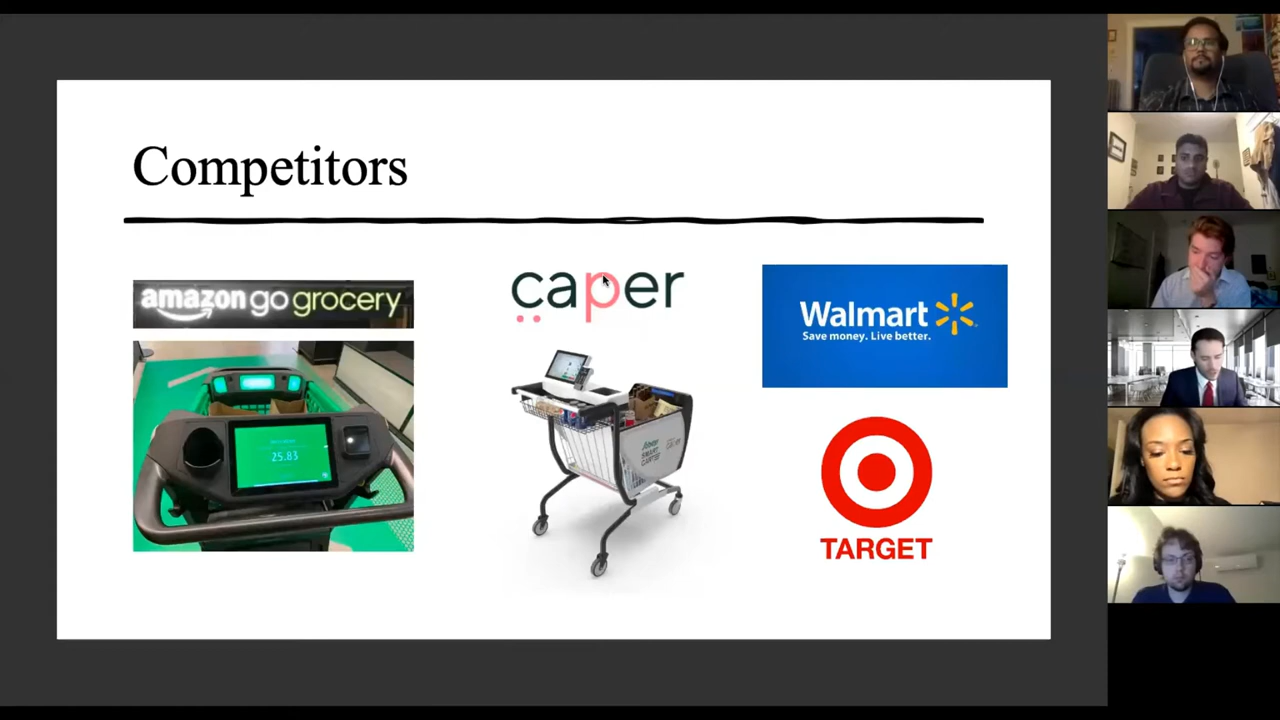 Competitors
amazon go grocery
25.83
caper
Walmart
Save money. Live better.
TARGET